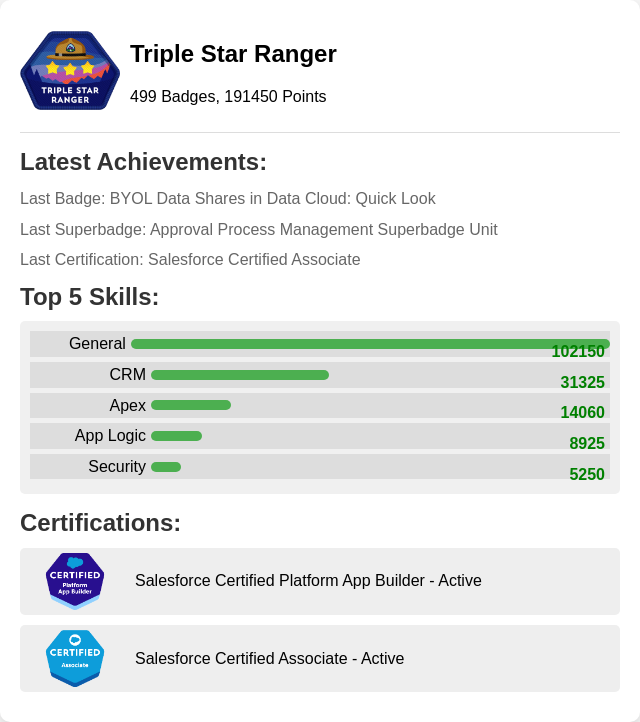 TRIPLE STAR
RANGER
Triple Star Ranger
499 Badges, 191450 Points
Latest Achievements:
Last Badge: BYOL Data Shares in Data Cloud: Quick Look
Last Superbadge: Approval Process Management Superbadge Unit
Last Certification: Salesforce Certified Associate
Top 5 Skills:
General 102150
CRM 31325
Apex 14060
App Logic 8925
Security 5250
Certifications:
CERTIFIED
Platform
App Builder
Salesforce Certified Platform App Builder - Active
CERTIFIED
Associate
Salesforce Certified Associate - Active